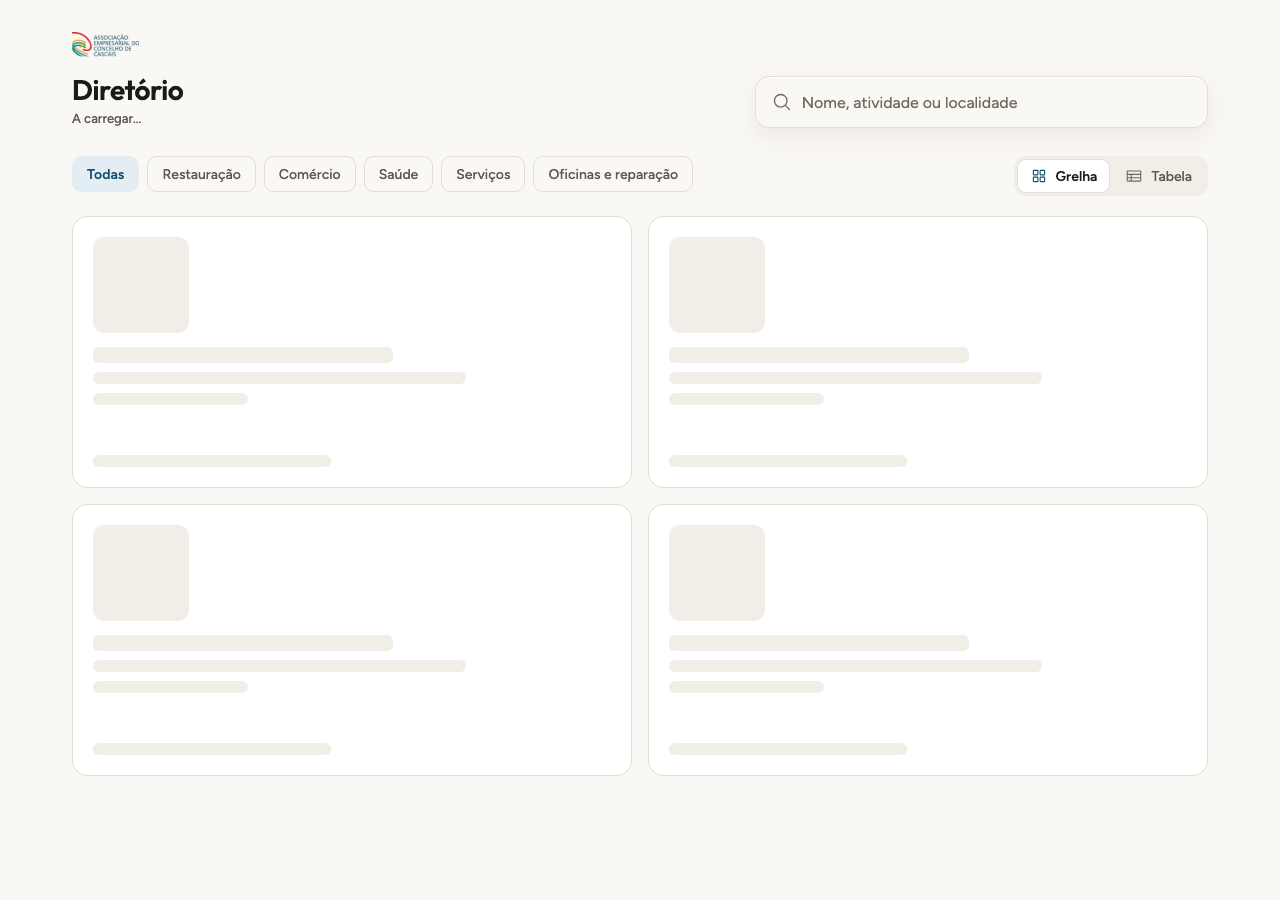 ASSOCIAÇÃO
EMPRESARIAL DO
CONCELHO DE
CASCAIS
Diretório
A carregar...
Nome, atividade ou localidade
Todas
Restauração
Comércio
Saúde
Serviços
Oficinas e reparação
Grelha
Tabela